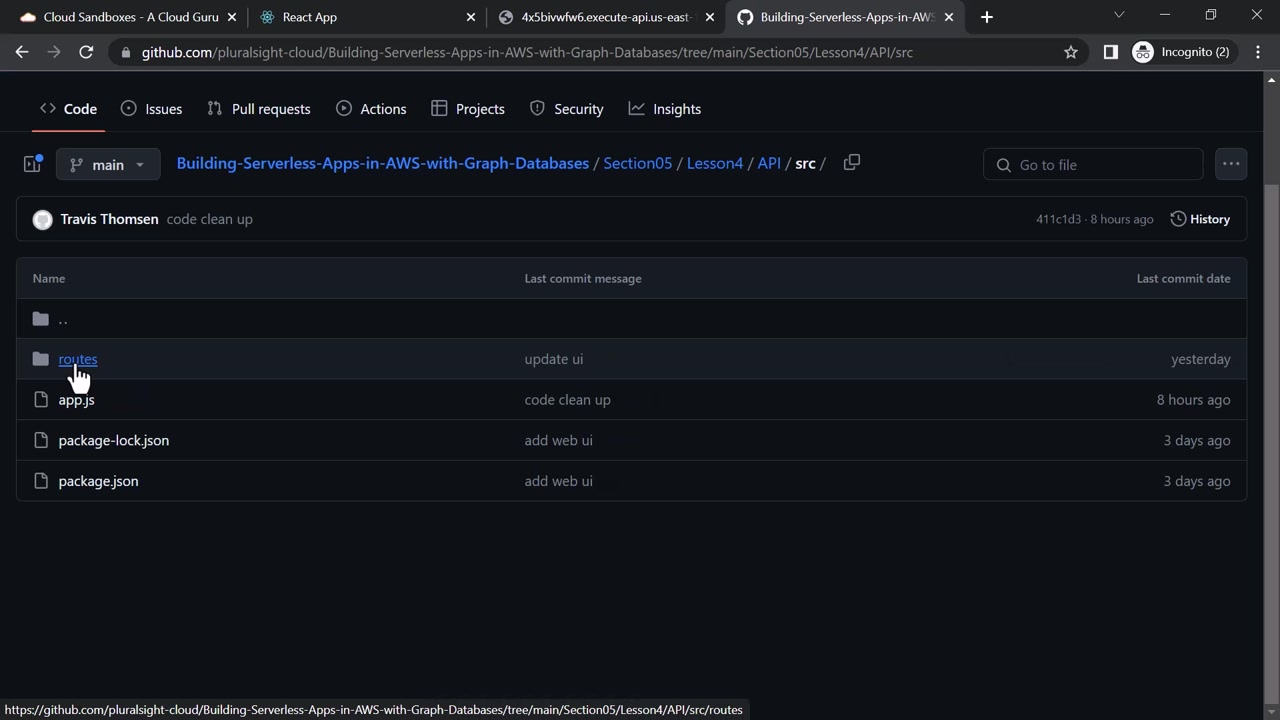 Cloud Sandboxes - A Cloud Guru
React App
4x5bivwfw6.execute-api.us-east-
Building-Serverless-Apps-in-AWS
github.com/pluralsight-cloud/Building-Serverless-Apps-in-AWS-with-Graph-Databases/tree/main/Section05/Lesson4/API/src
Incognito (2)
Code
Issues
Pull requests
Actions
Projects
Security
Insights
main
Building-Serverless-Apps-in-AWS-with-Graph-Databases / Section05 / Lesson4 / API / src /
Go to file
Travis Thomsen code clean up
411c1d3 · 8 hours ago
History
Name Last commit message Last commit date
..
routes update ui yesterday
app.js code clean up 8 hours ago
package-lock.json add web ui 3 days ago
package.json add web ui 3 days ago
https://github.com/pluralsight-cloud/Building-Serverless-Apps-in-AWS-with-Graph-Databases/tree/main/Section05/Lesson4/API/src/routes